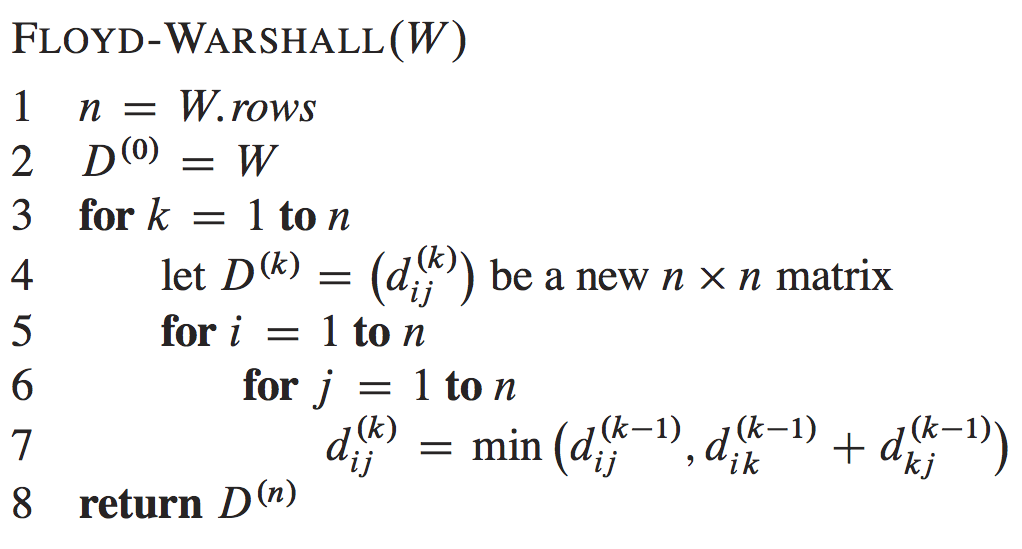 FLOYD-WARSHALL(W)
1 n = W.rows
2 D^(0) = W
3 for k = 1 to n
4 let D^(k) = (d_ij^(k)) be a new n × n matrix
5 for i = 1 to n
6 for j = 1 to n
7 d_ij^(k) = min (d_ij^(k−1), d_ik^(k−1) + d_kj^(k−1))
8 return D^(n)